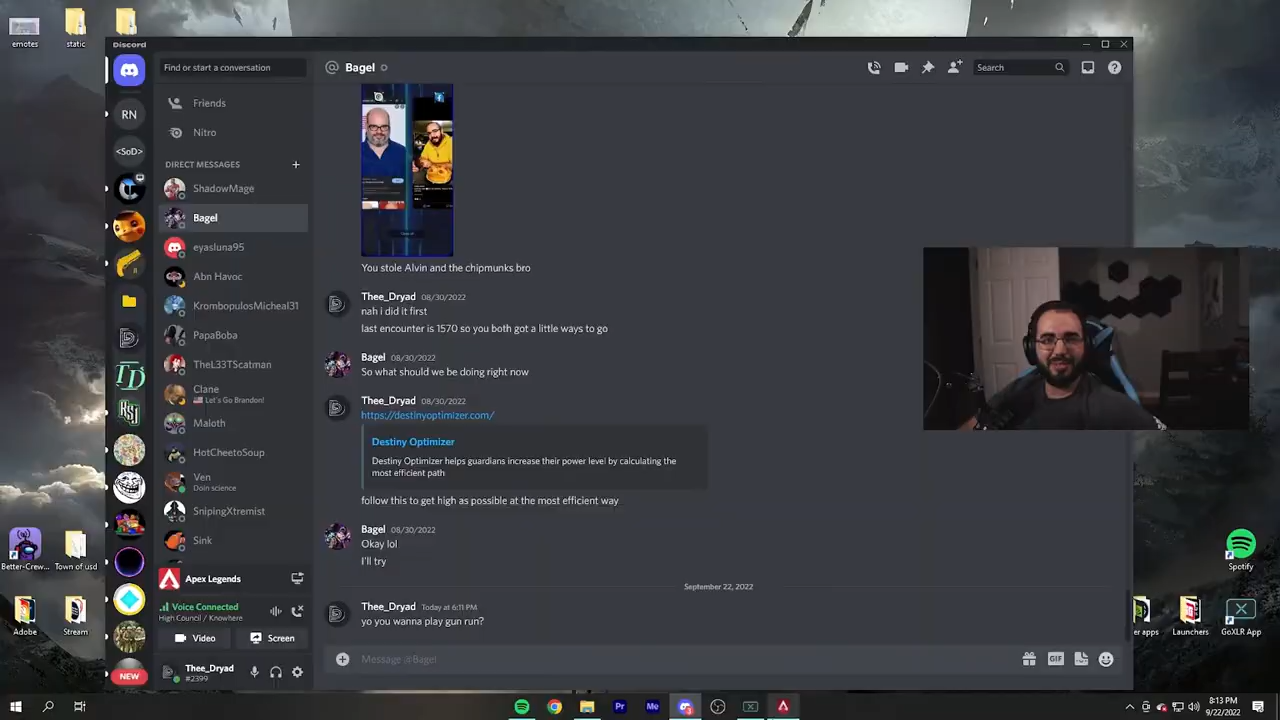 emotes
static
Discord
Find or start a conversation
@ Bagel
Search
Friends
Nitro
DIRECT MESSAGES
ShadowMage
Bagel
eyasluna95
Abn Havoc
KrombopulosMicheal31
PapaBoba
TheL33TScatman
Clane
Let's Go Brandon!
Maloth
HotCheetoSoup
Ven
Doin science
SnipingXtremist
Sink
RN
<SoD>
TD
NEW
You stole Alvin and the chipmunks bro
Thee_Dryad 08/30/2022
nah i did it first
last encounter is 1570 so you both got a little ways to go
Bagel 08/30/2022
So what should we be doing right now
Thee_Dryad 08/30/2022
https://destinyoptimizer.com/
Destiny Optimizer
Destiny Optimizer helps guardians increase their power level by calculating the
most efficient path
follow this to get high as possible at the most efficient way
Bagel 08/30/2022
Okay lol
I'll try
September 22, 2022
Thee_Dryad Today at 6:11 PM
yo you wanna play gun run?
Message @Bagel
GIF
Apex Legends
Voice Connected
High Council / Knowhere
Video
Screen
Thee_Dryad
#2399
Better-Crew...
Town of usd
Adobe
Stream
Spotify
er apps
Launchers
GoXLR App
Pr
Me
8:13 PM
9/22/2022